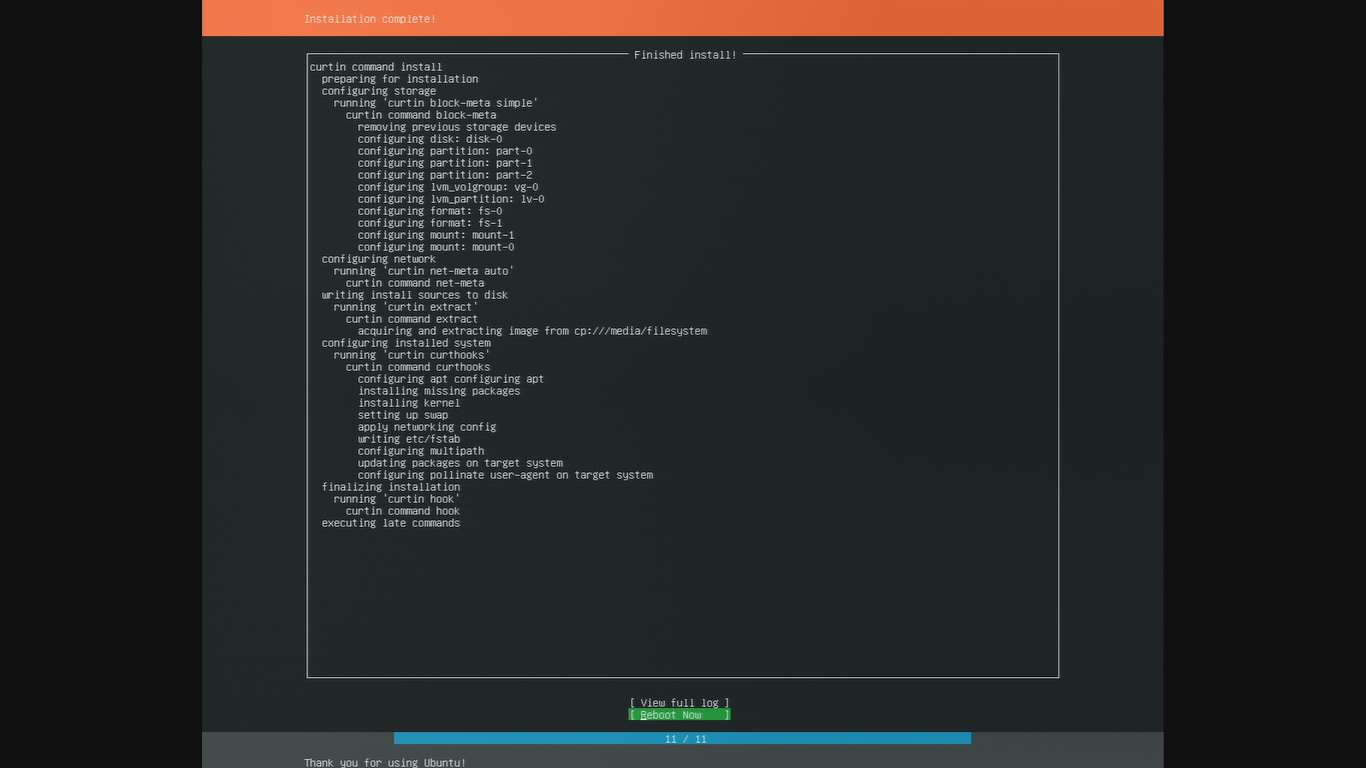 Installation complete!
Finished install!
curtin command install
preparing for installation
configuring storage
running 'curtin block-meta simple'
curtin command block-meta
removing previous storage devices
configuring disk: disk-0
configuring partition: part-0
configuring partition: part-1
configuring partition: part-2
configuring lvm_volgroup: vg-0
configuring lvm_partition: lv-0
configuring format: fs-0
configuring format: fs-1
configuring mount: mount-1
configuring mount: mount-0
configuring network
running 'curtin net-meta auto'
curtin command net-meta
writing install sources to disk
running 'curtin extract'
curtin command extract
acquiring and extracting image from cp:///media/filesystem
configuring installed system
running 'curtin curthooks'
curtin command curthooks
configuring apt configuring apt
installing missing packages
installing kernel
setting up swap
apply networking config
writing etc/fstab
configuring multipath
updating packages on target system
configuring pollinate user-agent on target system
finalizing installation
running 'curtin hook'
curtin command hook
executing late commands
[ View full log ]
[ Reboot Now ]
11 / 11
Thank you for using Ubuntu!